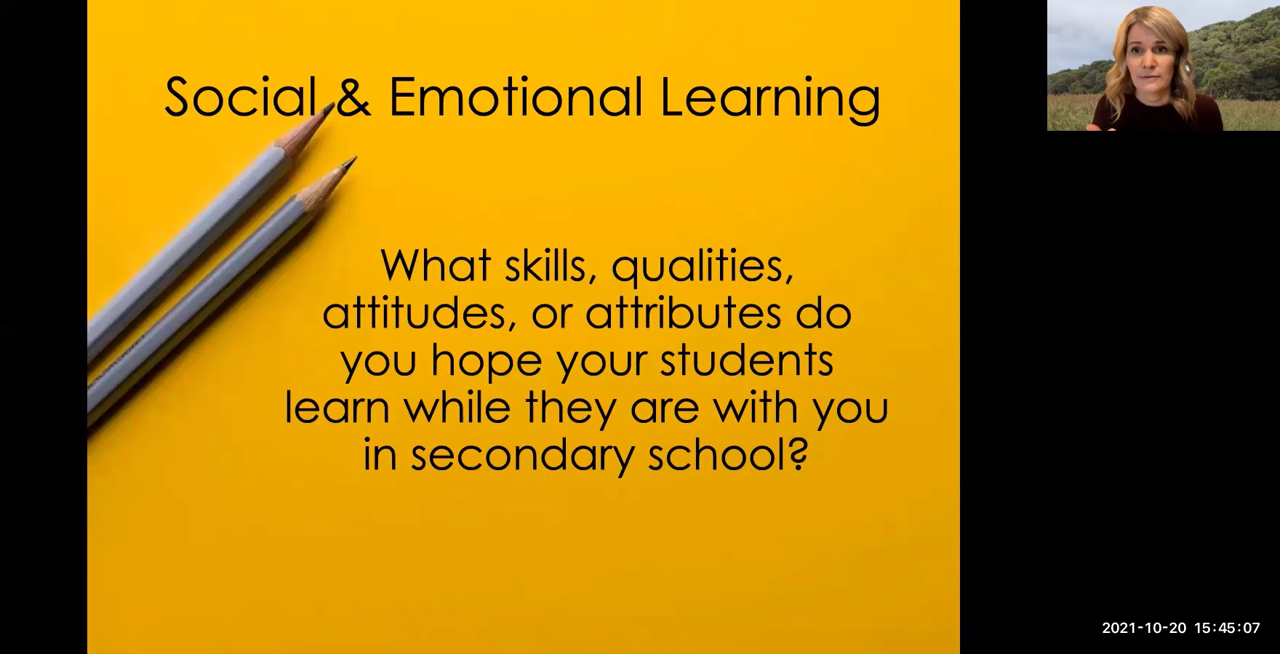 Social & Emotional Learning
What skills, qualities,
attitudes, or attributes do
you hope your students
learn while they are with you
in secondary school?
2021-10-20 15:45:07